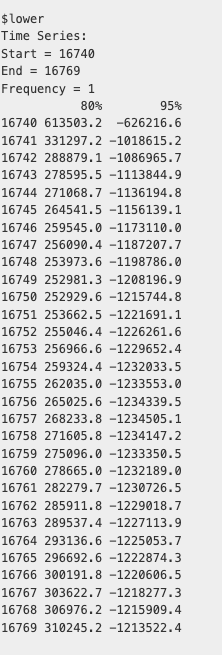 $lower
Time Series:
Start = 16740
End = 16769
Frequency = 1
80% 95%
16740 613503.2 -626216.6
16741 331297.2 -1018615.2
16742 288879.1 -1086965.7
16743 278595.5 -1113844.9
16744 271068.7 -1136194.8
16745 264541.5 -1156139.1
16746 259545.0 -1173110.0
16747 256090.4 -1187207.7
16748 253973.6 -1198786.0
16749 252981.3 -1208196.9
16750 252929.6 -1215744.8
16751 253662.5 -1221691.1
16752 255046.4 -1226261.6
16753 256966.6 -1229652.4
16754 259324.4 -1232033.5
16755 262035.0 -1233553.0
16756 265025.6 -1234339.5
16757 268233.8 -1234505.1
16758 271605.8 -1234147.2
16759 275096.0 -1233350.5
16760 278665.0 -1232189.0
16761 282279.7 -1230726.5
16762 285911.8 -1229018.7
16763 289537.4 -1227113.9
16764 293136.6 -1225053.7
16765 296692.6 -1222874.3
16766 300191.8 -1220606.5
16767 303622.7 -1218277.3
16768 306976.2 -1215909.4
16769 310245.2 -1213522.4